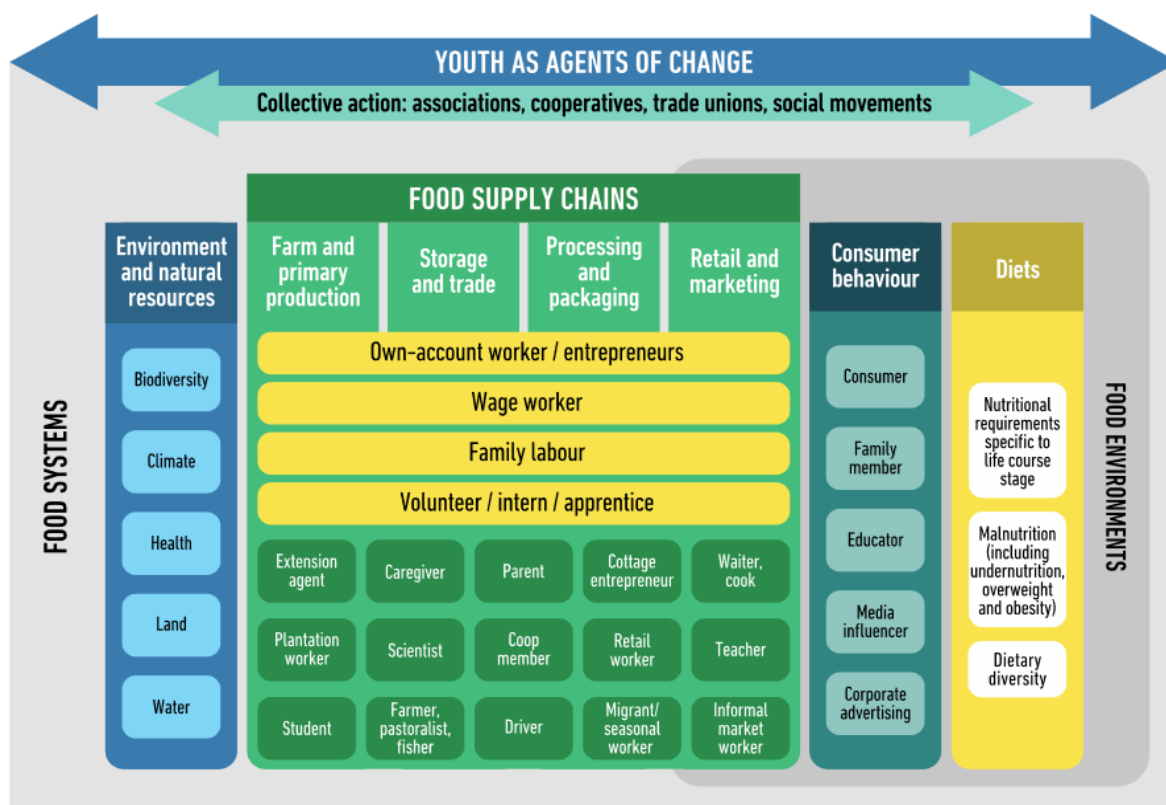 YOUTH AS AGENTS OF CHANGE
Collective action: associations, cooperatives, trade unions, social movements
FOOD SYSTEMS
Environment
and natural
resources
Biodiversity
Climate
Health
Land
Water
FOOD SUPPLY CHAINS
Farm and
primary
production
Storage
and trade
Processing
and
packaging
Retail and
marketing
Own-account worker / entrepreneurs
Wage worker
Family labour
Volunteer / intern / apprentice
Extension
agent
Caregiver
Parent
Cottage
entrepreneur
Waiter,
cook
Plantation
worker
Scientist
Coop
member
Retail
worker
Teacher
Student
Farmer,
pastoralist,
fisher
Driver
Migrant/
seasonal
worker
Informal
market
worker
Consumer
behaviour
Consumer
Family
member
Educator
Media
influencer
Corporate
advertising
Diets
Nutritional
requirements
specific to
life course
stage
Malnutrition
(including
undernutrition,
overweight
and obesity)
Dietary
diversity
FOOD ENVIRONMENTS